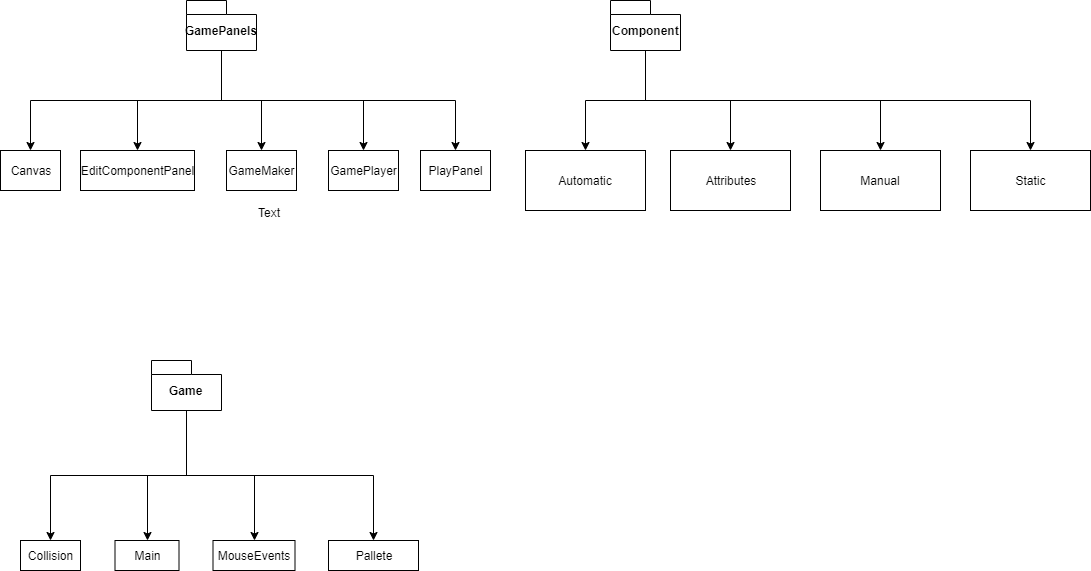 GamePanels
Component
Canvas
EditComponentPanel
GameMaker
GamePlayer
PlayPanel
Automatic
Attributes
Manual
Static
Text
Game
Collision
Main
MouseEvents
Pallete